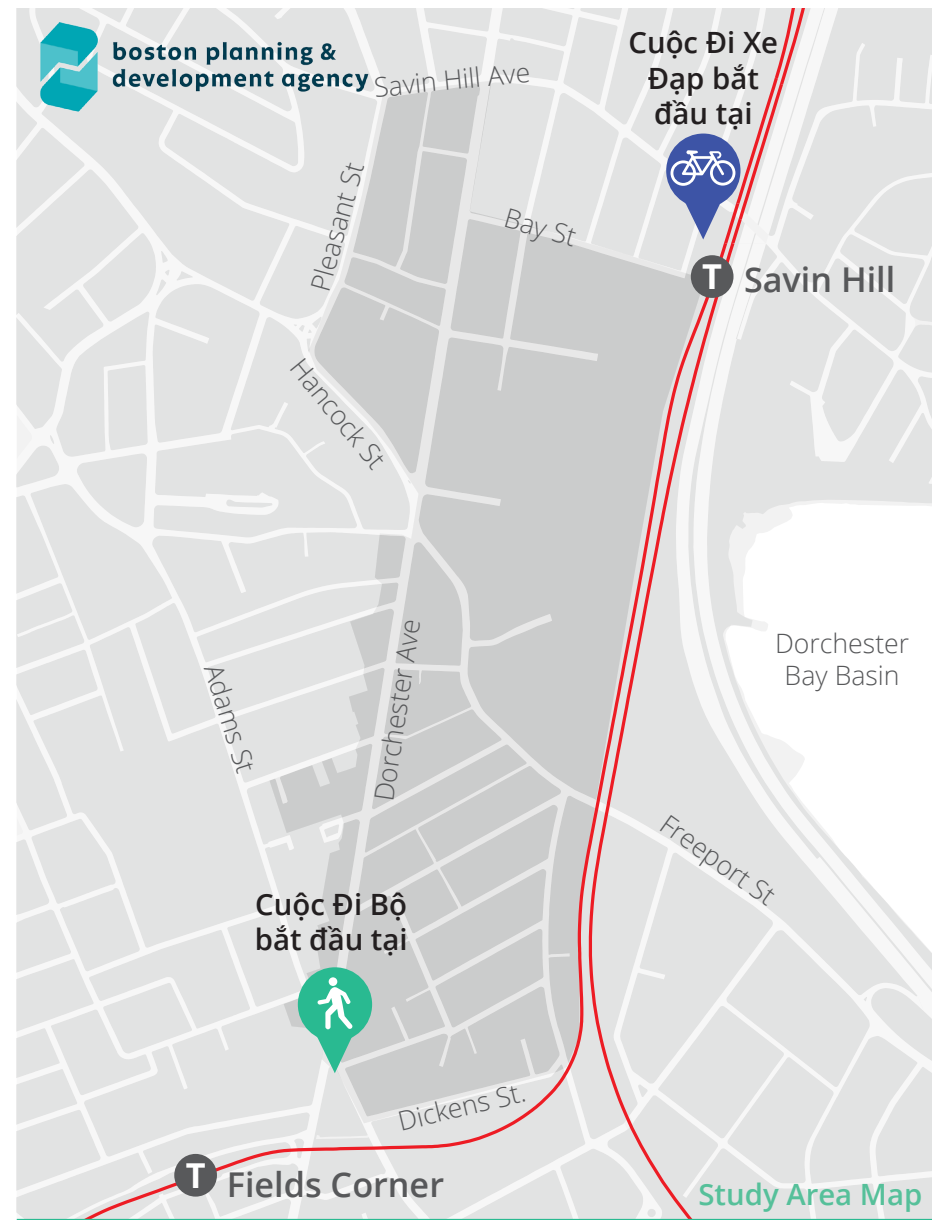 boston planning &
development agency
Savin Hill Ave
Cuộc Đi Xe
Đạp bắt
đầu tại
Pleasant St
Bay St
T Savin Hill
Hancock St
Dorchester
Bay Basin
Dorchester Ave
Adams St
Freeport St
Cuộc Đi Bộ
bắt đầu tại
Dickens St.
T Fields Corner
Study Area Map